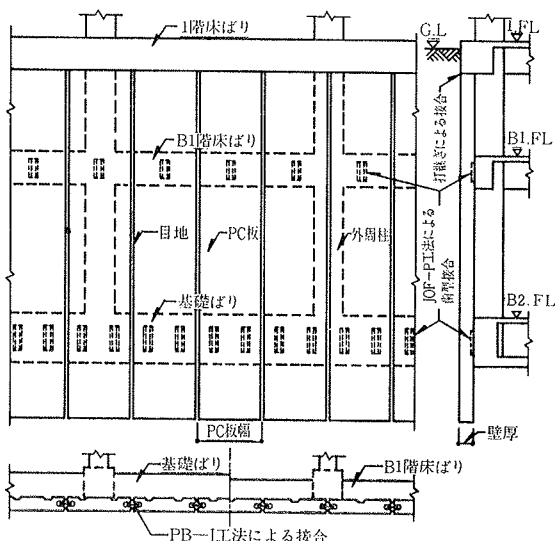 1階床ばり
G.L
1.FL
打継ぎによる接合
B1階床ばり
B1.FL
目地
PC板
外周柱
JOF-PI工法による
歯型接合
基礎ばり
B2.FL
PC板幅
壁厚
基礎ばり
B1階床ばり
PB-I工法による接合